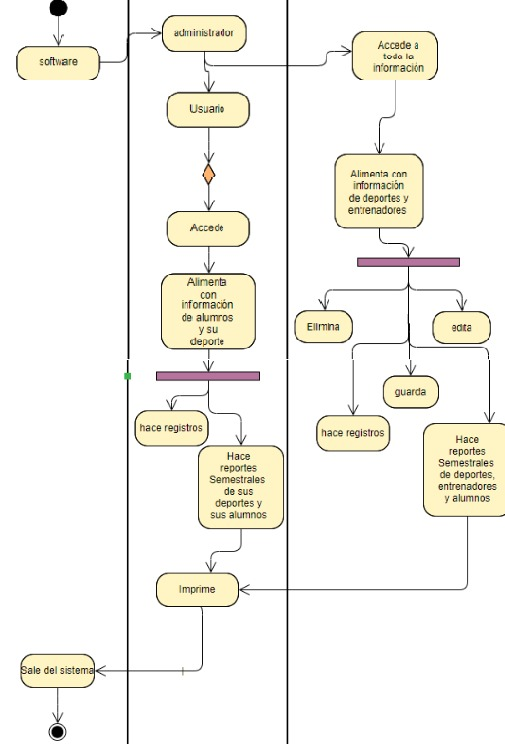 software
administrador
Accede a
toda la
información
Usuario
Alimenta con
información
de deportes y
entrenadores
Accede
Alimenta
con
información
de alumnos
y su
deporte
Elimina
edita
guarda
hace registros
hace registros
Hace
reportes
Semestrales
de sus
deportes y
sus alumnos
Hace
reportes
Semestrales
de deportes,
entrenadores
y alumnos
Imprime
Sale del sistema